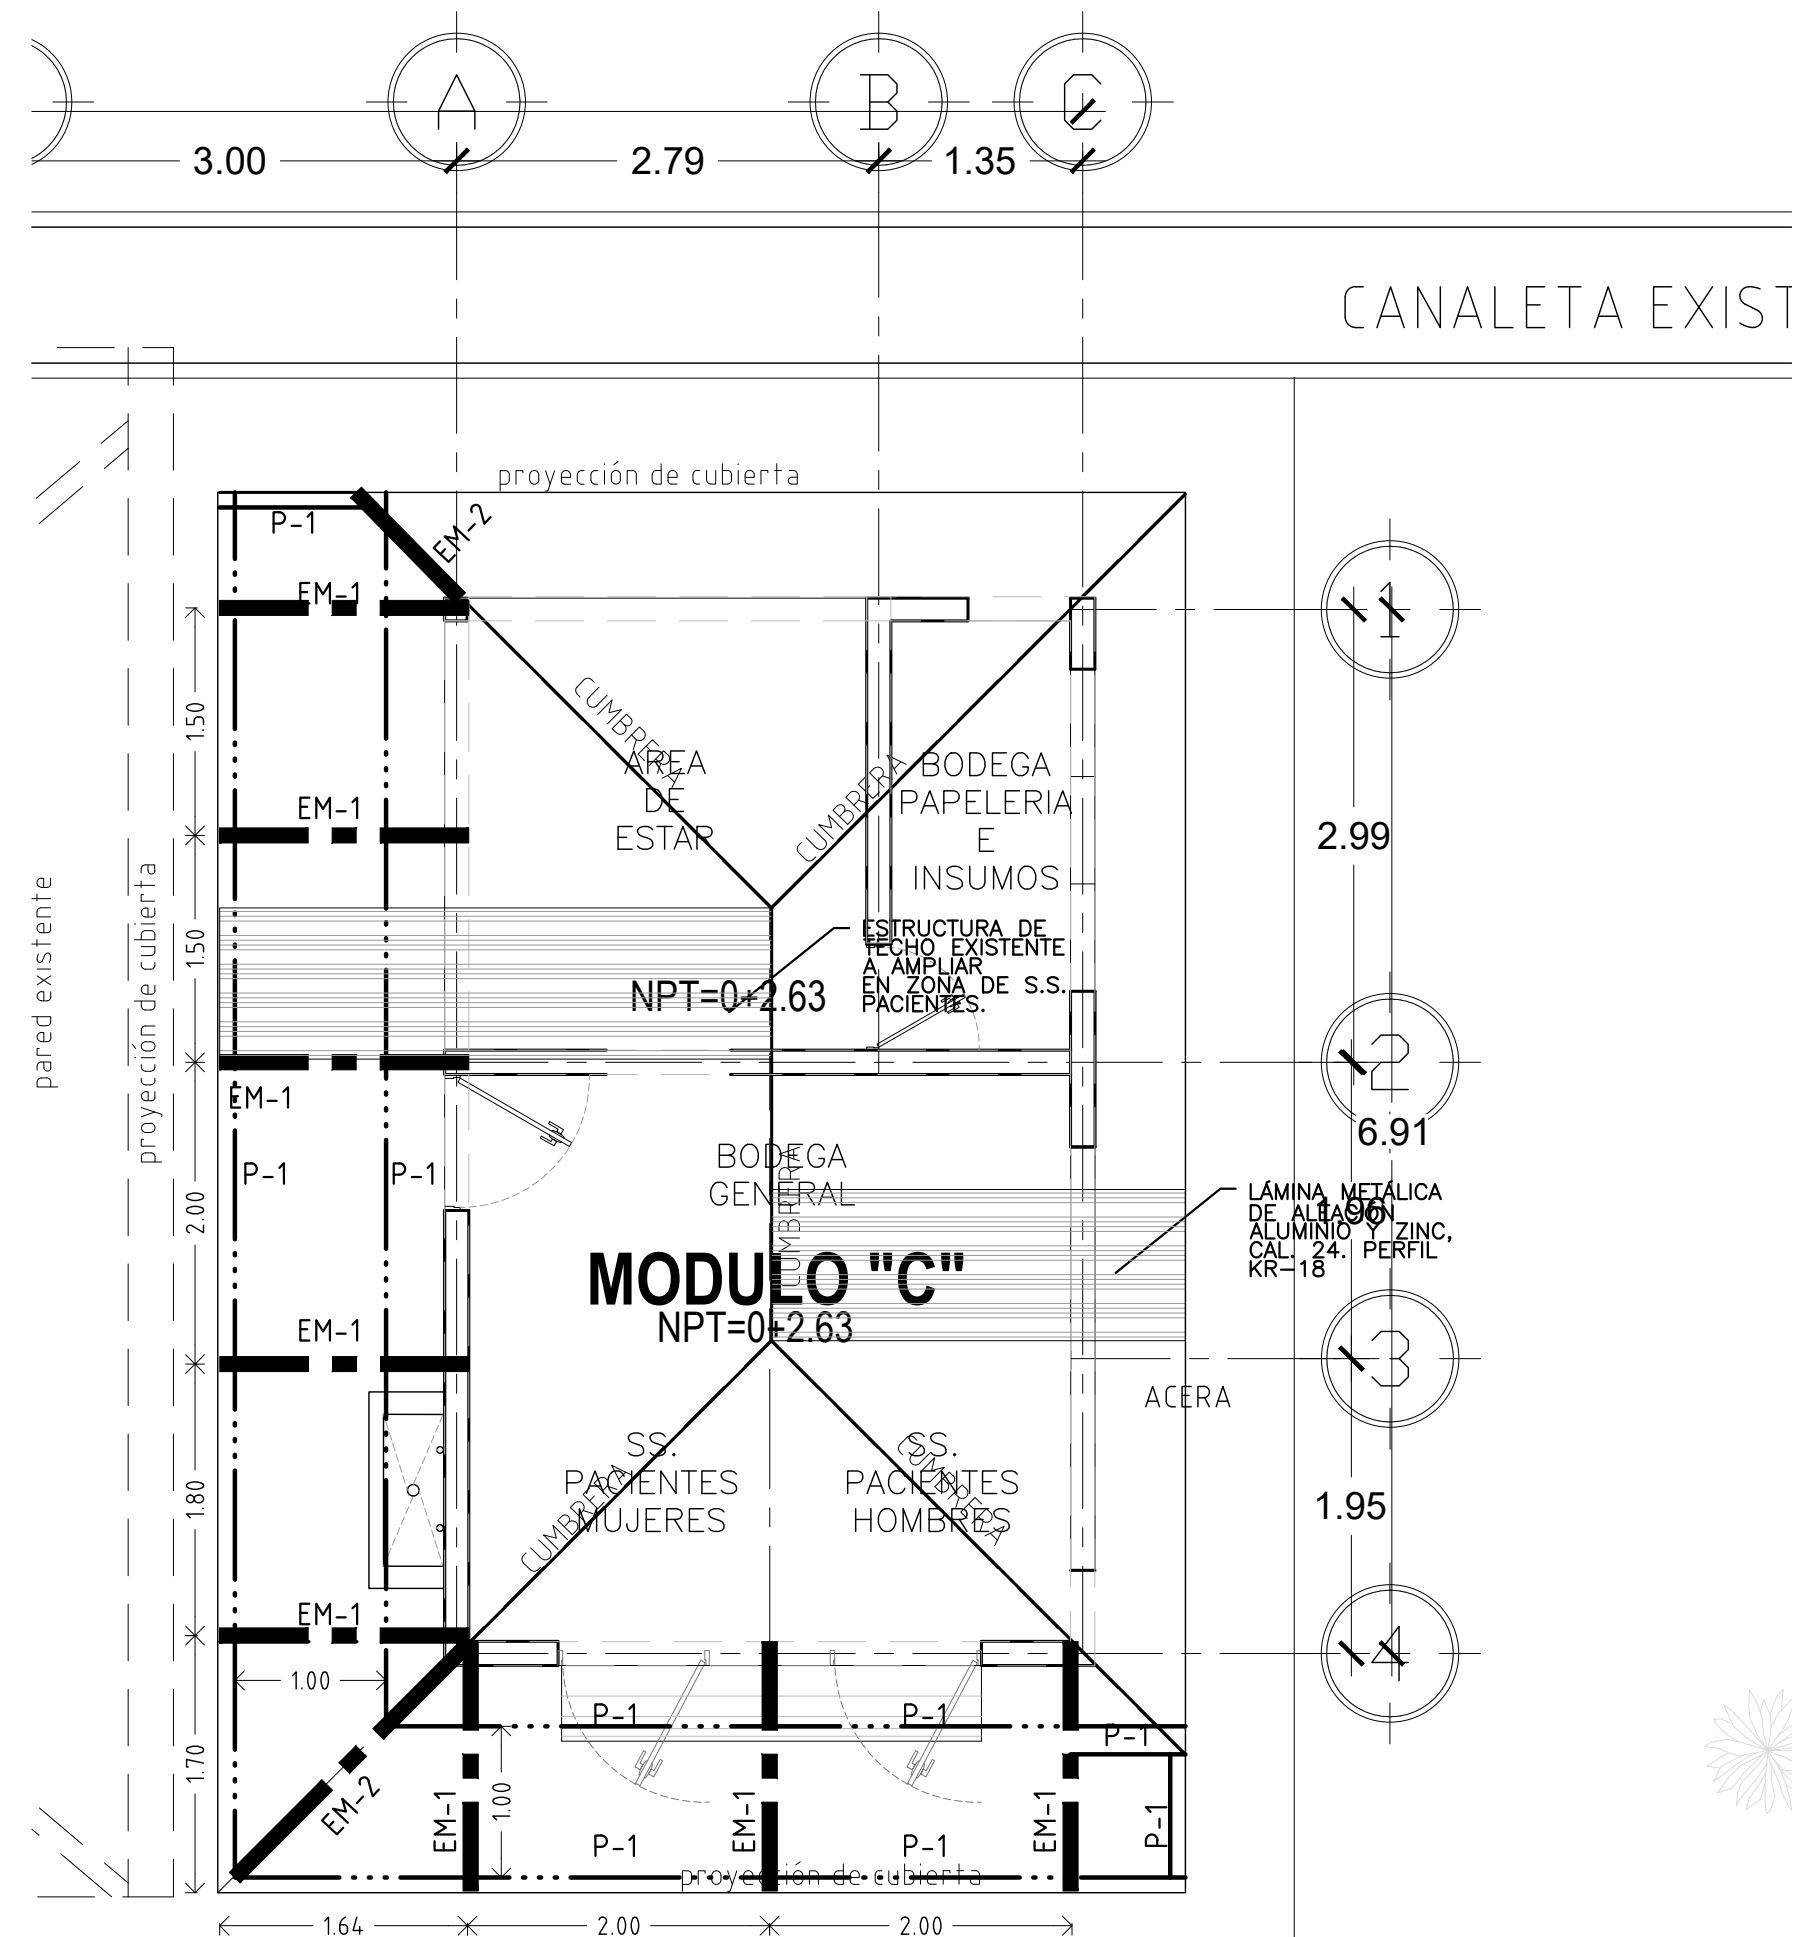 A
B
C
3.00
2.79
1.35
CANALETA EXIST
proyección de cubierta
P-1
EM-2
EM-1
1
1.50
CUMBRERA
AREA
DE
ESTAR
CUMBRERA
BODEGA
PAPELERIA
E
INSUMOS
EM-1
2.99
pared existente
proyección de cubierta
1.50
ESTRUCTURA DE
TECHO EXISTENTE
A AMPLIAR
EN ZONA DE S.S.
PACIENTES.
NPT=0+2.63
EM-1
2
6.91
P-1
P-1
2.00
BODEGA
GENERAL
CUMBRERA
LÁMINA METÁLICA
DE ALEACIÓN
ALUMINIO Y ZINC,
CAL. 24. PERFIL
KR-18
1.96
MODULO "C"
NPT=0+2.63
EM-1
3
ACERA
1.80
SS.
PACIENTES
MUJERES
CUMBRERA
SS.
PACIENTES
HOMBRES
CUMBRERA
1.95
EM-1
4
1.00
P-1
P-1
P-1
1.70
EM-2
EM-1
1.00
EM-1
EM-1
P-1
P-1
P-1
proyección de cubierta
1.64
2.00
2.00